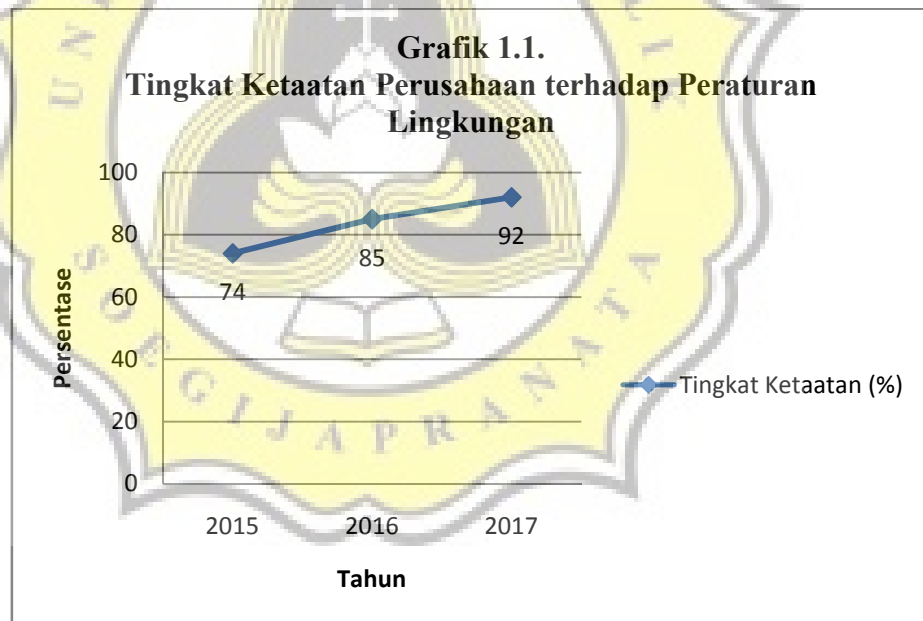 Grafik 1.1.
Tingkat Ketaatan Perusahaan terhadap Peraturan
Lingkungan
100
80
60
40
20
0
Persentase
74
85
92
2015 2016 2017
Tahun
Tingkat Ketaatan (%)
SOEGIJAPRANATA